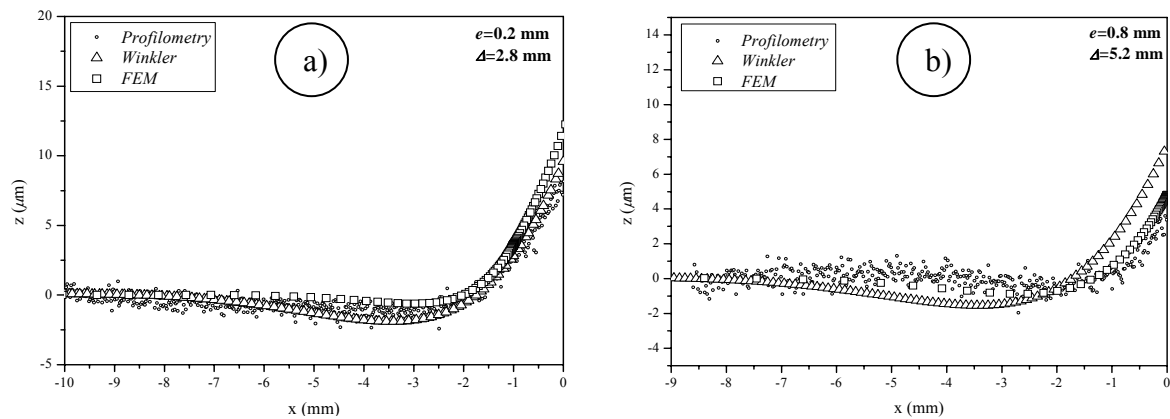 20
15
10
5
0
-5
z (μm)
Profilometry
Winkler
FEM
a)
e=0.2 mm
Δ=2.8 mm
-10 -9 -8 -7 -6 -5 -4 -3 -2 -1 0
x (mm)
14
12
10
8
6
4
2
0
-2
-4
z (μm)
Profilometry
Winkler
FEM
b)
e=0.8 mm
Δ=5.2 mm
-9 -8 -7 -6 -5 -4 -3 -2 -1 0
x (mm)